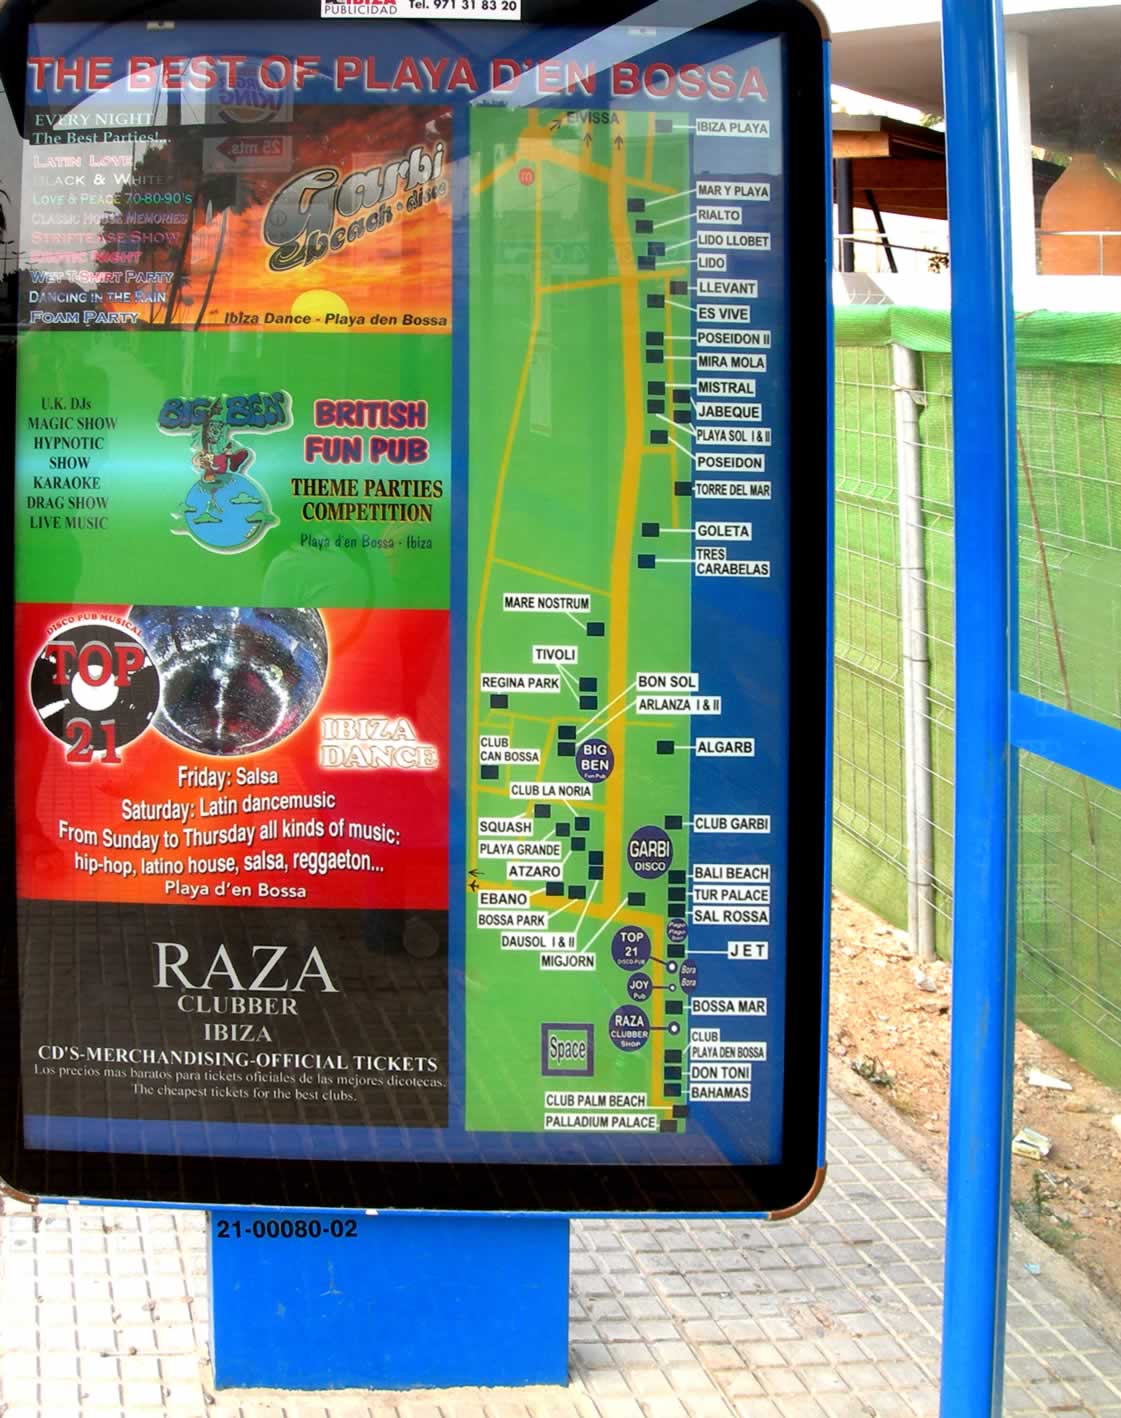 IBIZA
PUBLICIDAD
Tel. 971 31 83 20
THE BEST OF PLAYA D'EN BOSSA
EVERY NIGHT
The Best Parties!..
LATIN LOVE
BLACK & WHITE
LOVE & PEACE 70-80-90's
CLASSIC HOUSE MEMORIES
STRIPTEASE SHOW
EXOTIC NIGHT
WET T-SHIRT PARTY
DANCING IN THE RAIN
FOAM PARTY
Garbi
beach · disco
Ibiza Dance - Playa den Bossa
U.K. DJs
MAGIC SHOW
HYPNOTIC
SHOW
KARAOKE
DRAG SHOW
LIVE MUSIC
BIG BEN
BRITISH
FUN PUB
THEME PARTIES
COMPETITION
Playa d'en Bossa - Ibiza
DISCO PUB MUSICAL
TOP
21
IBIZA
DANCE
Friday: Salsa
Saturday: Latin dancemusic
From Sunday to Thursday all kinds of music:
hip-hop, latino house, salsa, reggaeton...
Playa d'en Bossa
RAZA
CLUBBER
IBIZA
CD'S-MERCHANDISING-OFFICIAL TICKETS
Los precios mas baratos para tickets oficiales de las mejores dicotecas.
The cheapest tickets for the best clubs.
EIVISSA
m
IBIZA PLAYA
MAR Y PLAYA
RIALTO
LIDO LLOBET
LIDO
LLEVANT
ES VIVE
POSEIDON II
MIRA MOLA
MISTRAL
JABEQUE
PLAYA SOL I & II
POSEIDON
TORRE DEL MAR
GOLETA
TRES
CARABELAS
MARE NOSTRUM
TIVOLI
REGINA PARK
BON SOL
ARLANZA I & II
CLUB
CAN BOSSA
BIG
BEN
Fun Pub
ALGARB
CLUB LA NORIA
SQUASH
CLUB GARBI
PLAYA GRANDE
GARBI
DISCO
ATZARO
BALI BEACH
EBANO
TUR PALACE
BOSSA PARK
SAL ROSSA
DAUSOL I & II
MIGJORN
TOP
21
DISCO-PUB
JET
Bora
Bora
JOY
Pub
BOSSA MAR
RAZA
CLUBBER
SHOP
Space
CLUB
PLAYA DEN BOSSA
DON TONI
BAHAMAS
CLUB PALM BEACH
PALLADIUM PALACE
21-00080-02